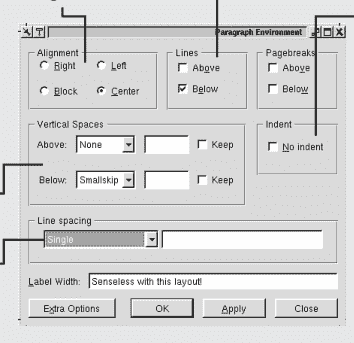 Paragraph Environment
Alignment
Right Left
Block Center
Lines
Above
Below
Pagebreaks
Above
Below
Vertical Spaces
Above: None Keep
Below: Smallskip Keep
Indent
No indent
Line spacing
Single
Label Width: Senseless with this layout!
Extra Options OK Apply Close